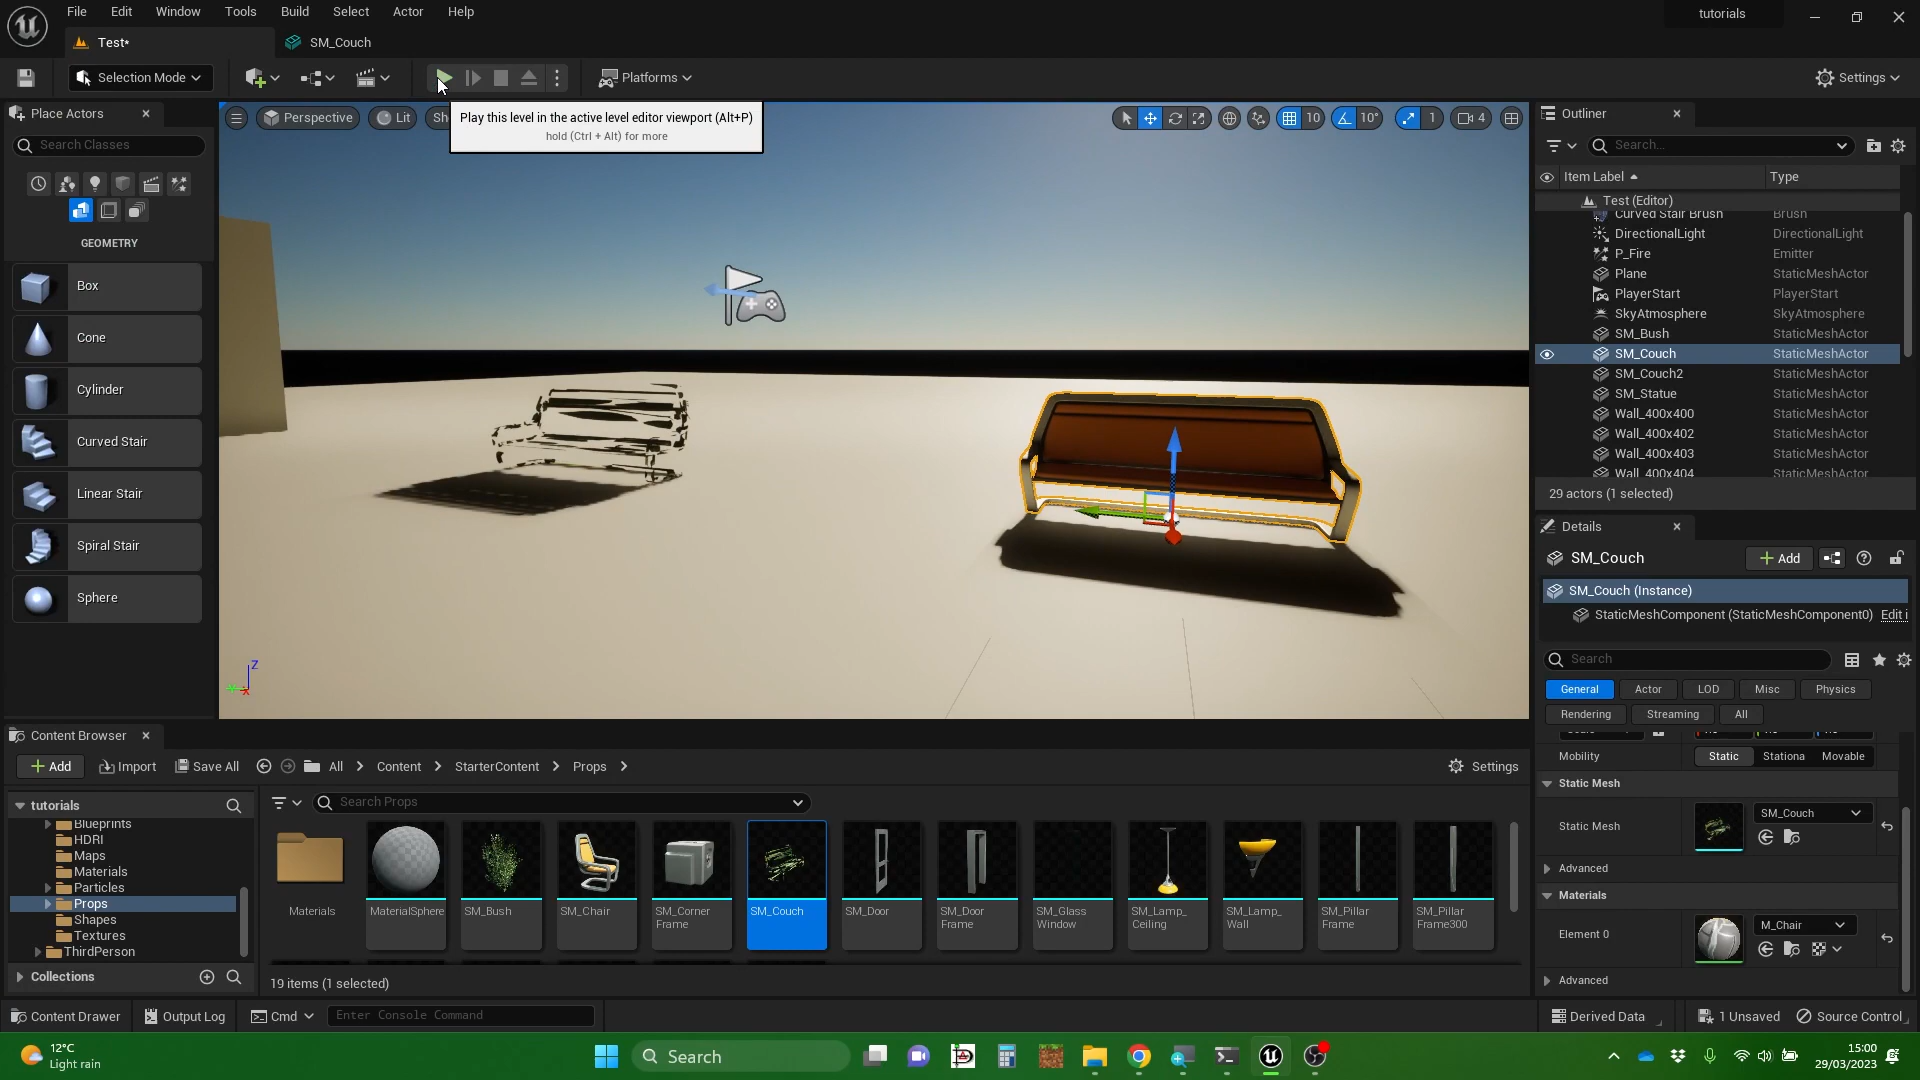 File Edit Window Tools Build Select Actor Help
tutorials
Test*
SM_Couch
Selection Mode
Platforms
Settings
Place Actors
Search Classes
GEOMETRY
Box
Cone
Cylinder
Curved Stair
Linear Stair
Spiral Stair
Sphere
Perspective
Lit
Play this level in the active level editor viewport (Alt+P)
hold (Ctrl + Alt) for more
10
10°
1
4
Z
Outliner
Search...
Item Label
Type
Test (Editor)
Curved Stair Brush Brush
DirectionalLight DirectionalLight
P_Fire Emitter
Plane StaticMeshActor
PlayerStart PlayerStart
SkyAtmosphere SkyAtmosphere
SM_Bush StaticMeshActor
SM_Couch StaticMeshActor
SM_Couch2 StaticMeshActor
SM_Statue StaticMeshActor
Wall_400x400 StaticMeshActor
Wall_400x402 StaticMeshActor
Wall_400x403 StaticMeshActor
Wall_400x404 StaticMeshActor
29 actors (1 selected)
Details
SM_Couch
Add
SM_Couch (Instance)
StaticMeshComponent (StaticMeshComponent0) Edit i
Search
General Actor LOD Misc Physics
Rendering Streaming All
Mobility Static Stationa Movable
Static Mesh
Static Mesh SM_Couch
Advanced
Materials
Element 0 M_Chair
Advanced
Content Browser
Add Import Save All All Content StarterContent Props
Settings
tutorials
Blueprints
HDRI
Maps
Materials
Particles
Props
Shapes
Textures
ThirdPerson
Collections
Search Props
Materials
MaterialSphere
SM_Bush
SM_Chair
SM_Corner
Frame
SM_Couch
SM_Door
SM_Door
Frame
SM_Glass
Window
SM_Lamp_
Ceiling
SM_Lamp_
Wall
SM_Pillar
Frame
SM_Pillar
Frame300
19 items (1 selected)
Content Drawer Output Log Cmd Enter Console Command
Derived Data 1 Unsaved Source Control
12°C
Light rain
Search
15:00
29/03/2023